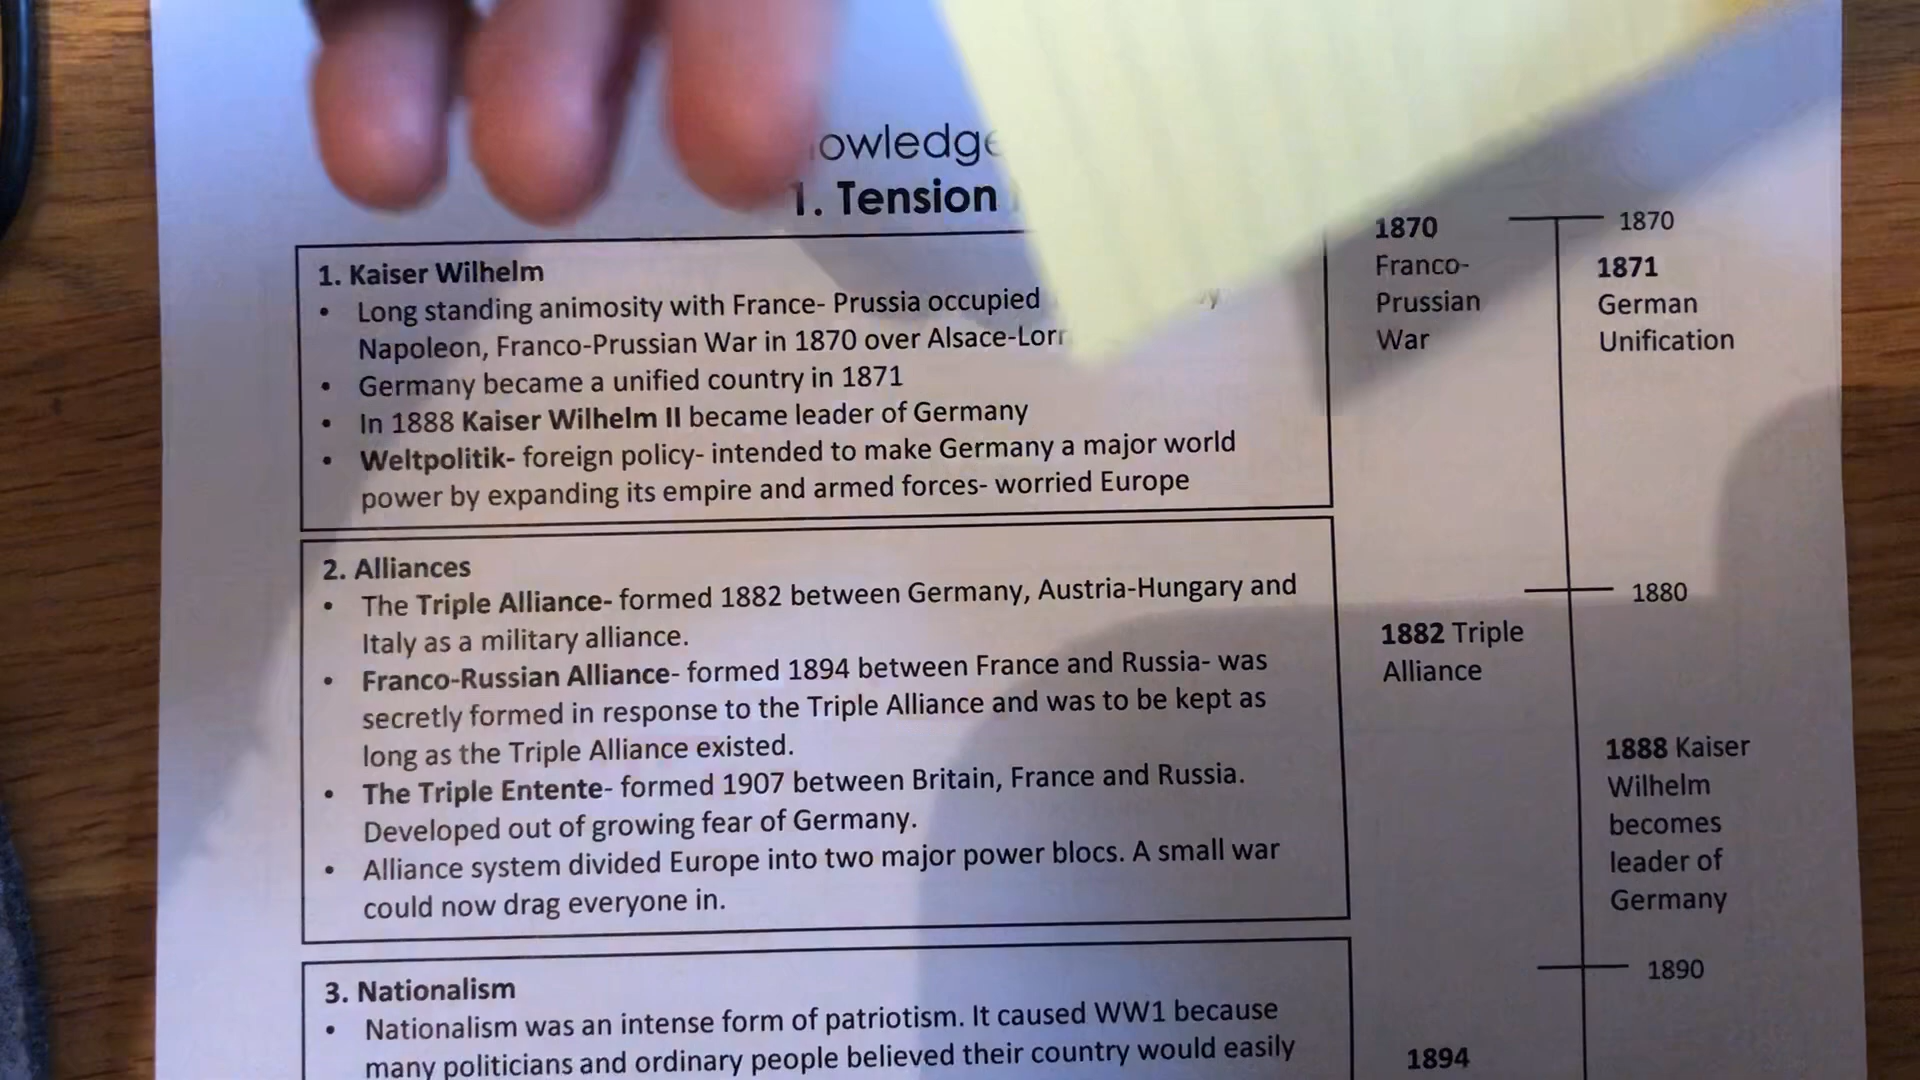 1. Tension
1. Kaiser Wilhelm
• Long standing animosity with France- Prussia occupied
Napoleon, Franco-Prussian War in 1870 over
• Germany became a unified country in 1871
• In 1888 Kaiser Wilhelm II became leader of Germany
• Weltpolitik- foreign policy- intended to make Germany a major world
power by expanding its empire and armed forces- worried Europe
2. Alliances
• The Triple Alliance- formed 1882 between Germany, Austria-Hungary and
Italy as a military alliance.
• Franco-Russian Alliance- formed 1894 between France and Russia- was
secretly formed in response to the Triple Alliance and was to be kept as
long as the Triple Alliance existed.
• The Triple Entente- formed 1907 between Britain, France and Russia.
Developed out of growing fear of Germany.
• Alliance system divided Europe into two major power blocs. A small war
could now drag everyone in.
3. Nationalism
• Nationalism was an intense form of patriotism. It caused WW1 because
many politicians and ordinary people believed their country would easily
1870
Franco-
Prussian
War
1870
1871
German
Unification
1880
1882 Triple
Alliance
1888 Kaiser
Wilhelm
becomes
leader of
Germany
1890
1894